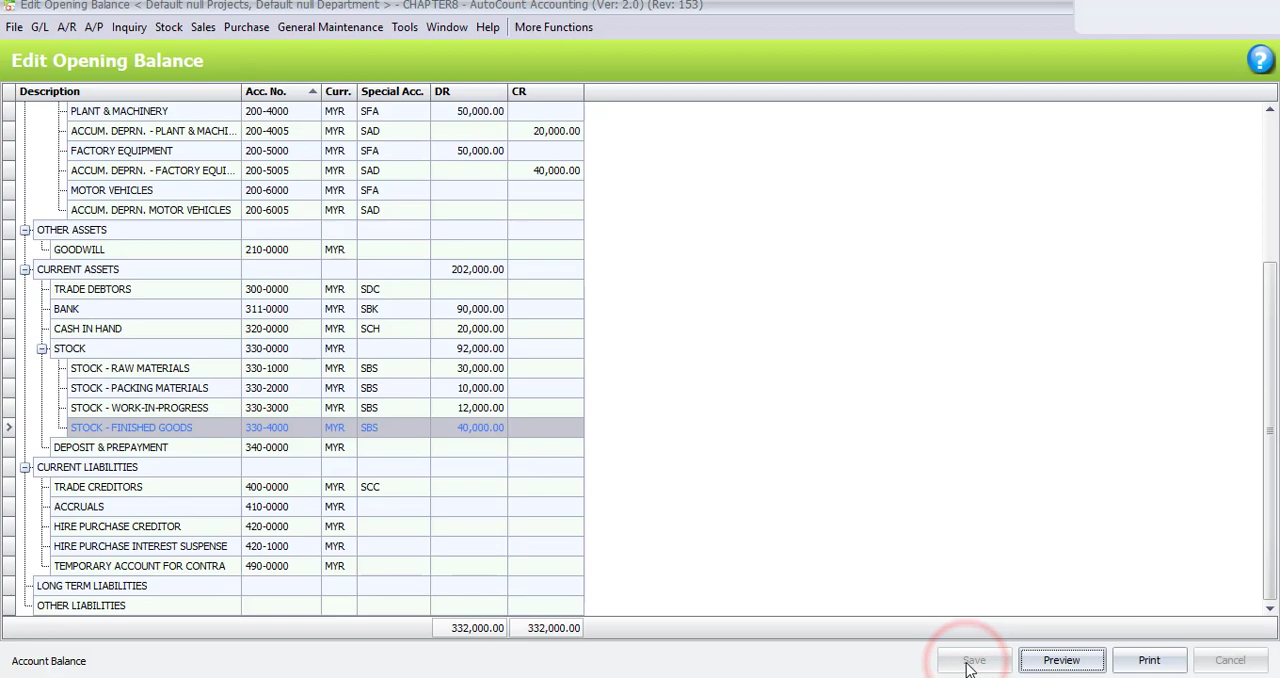 Edit Opening Balance < Default null Projects, Default null Department > - CHAPTER8 - AutoCount Accounting (Ver: 2.0) (Rev: 153)
File G/L A/R A/P Inquiry Stock Sales Purchase General Maintenance Tools Window Help More Functions
Edit Opening Balance ?
Description Acc. No. Curr. Special Acc. DR CR
PLANT & MACHINERY 200-4000 MYR SFA 50,000.00
ACCUM. DEPRN. - PLANT & MACHI... 200-4005 MYR SAD 20,000.00
FACTORY EQUIPMENT 200-5000 MYR SFA 50,000.00
ACCUM. DEPRN. - FACTORY EQUI... 200-5005 MYR SAD 40,000.00
MOTOR VEHICLES 200-6000 MYR SFA
ACCUM. DEPRN. MOTOR VEHICLES 200-6005 MYR SAD
OTHER ASSETS
GOODWILL 210-0000 MYR
CURRENT ASSETS 202,000.00
TRADE DEBTORS 300-0000 MYR SDC
BANK 311-0000 MYR SBK 90,000.00
CASH IN HAND 320-0000 MYR SCH 20,000.00
STOCK 330-0000 MYR 92,000.00
STOCK - RAW MATERIALS 330-1000 MYR SBS 30,000.00
STOCK - PACKING MATERIALS 330-2000 MYR SBS 10,000.00
STOCK - WORK-IN-PROGRESS 330-3000 MYR SBS 12,000.00
STOCK - FINISHED GOODS 330-4000 MYR SBS 40,000.00
DEPOSIT & PREPAYMENT 340-0000 MYR
CURRENT LIABILITIES
TRADE CREDITORS 400-0000 MYR SCC
ACCRUALS 410-0000 MYR
HIRE PURCHASE CREDITOR 420-0000 MYR
HIRE PURCHASE INTEREST SUSPENSE 420-1000 MYR
TEMPORARY ACCOUNT FOR CONTRA 490-0000 MYR
LONG TERM LIABILITIES
OTHER LIABILITIES
332,000.00 332,000.00
Account Balance Save Preview Print Cancel